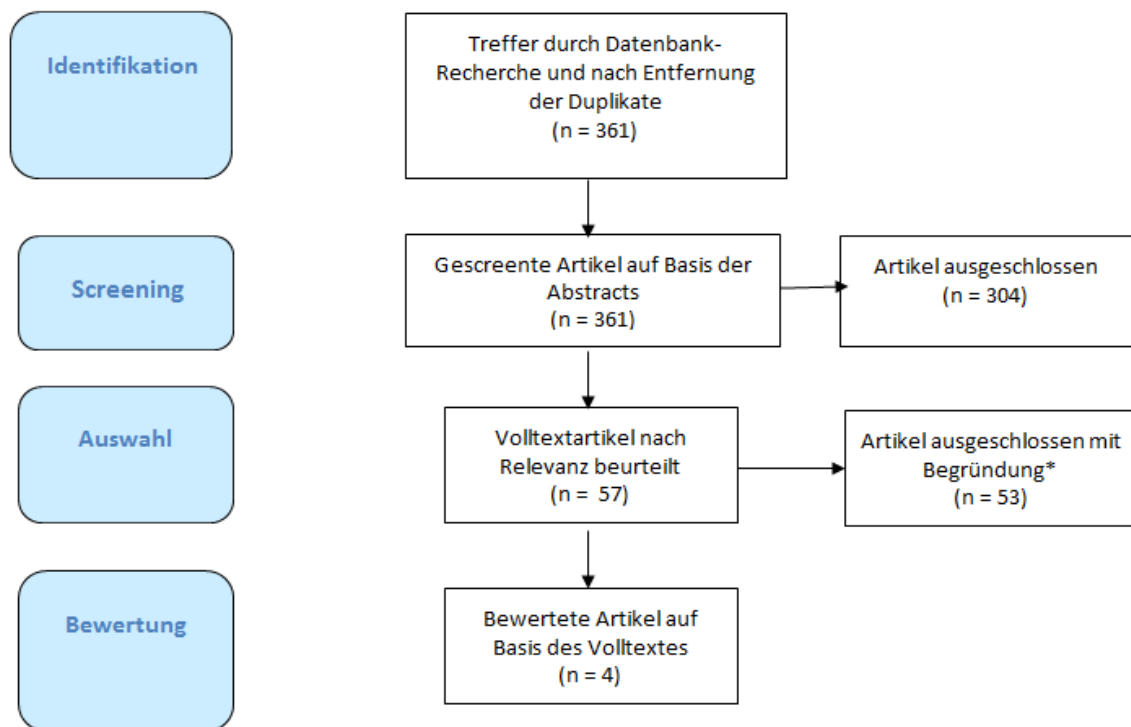 Identifikation
Treffer durch Datenbank-
Recherche und nach Entfernung
der Duplikate
(n = 361)
Screening
Gescreente Artikel auf Basis der
Abstracts
(n = 361)
Artikel ausgeschlossen
(n = 304)
Auswahl
Volltextartikel nach
Relevanz beurteilt
(n =  57)
Artikel ausgeschlossen mit
Begründung*
(n = 53)
Bewertung
Bewertete Artikel auf
Basis des Volltextes
(n = 4)